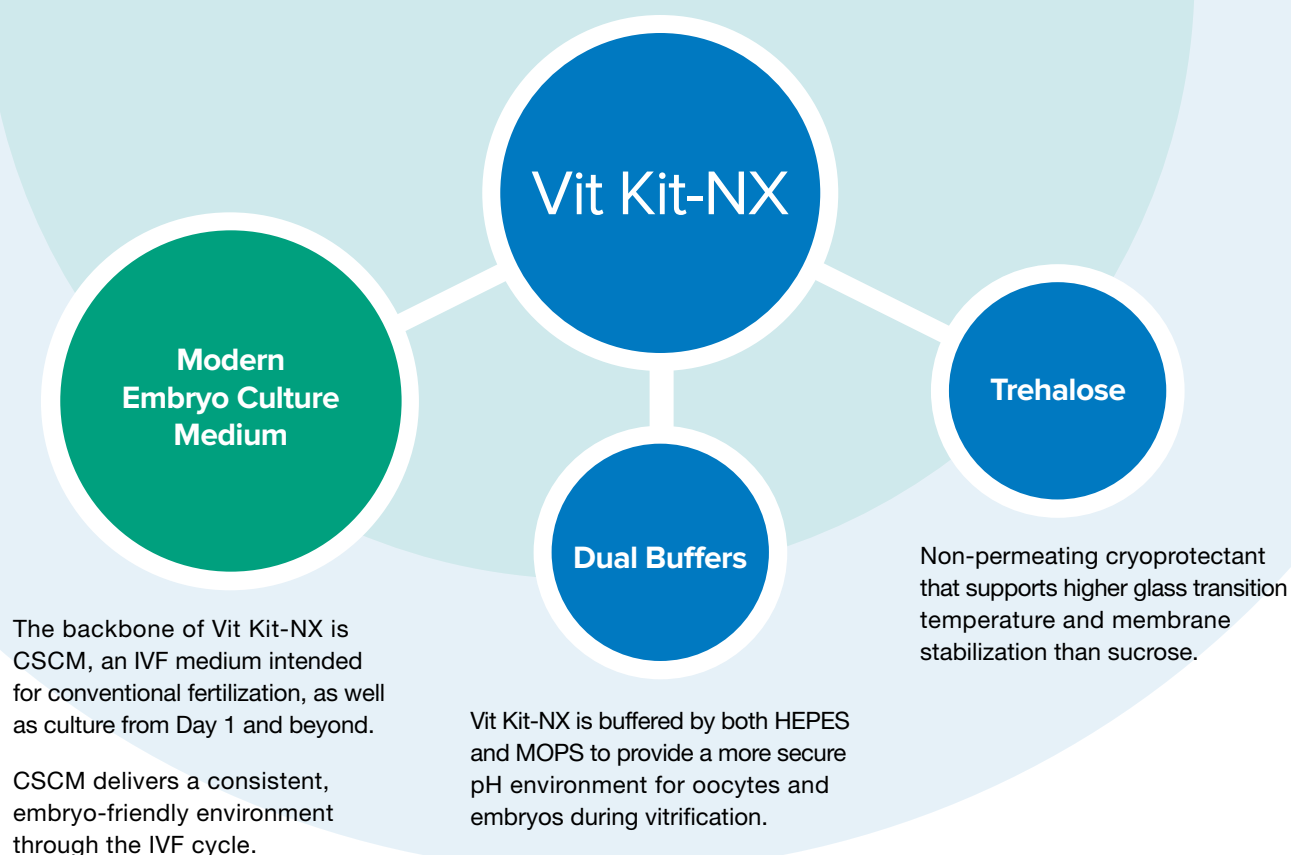 Vit Kit-NX
Modern
Embryo Culture
Medium
The backbone of Vit Kit-NX is
CSCM, an IVF medium intended
for conventional fertilization, as well
as culture from Day 1 and beyond.
CSCM delivers a consistent,
embryo-friendly environment
through the IVF cycle.
Dual Buffers
Vit Kit-NX is buffered by both HEPES
and MOPS to provide a more secure
pH environment for oocytes and
embryos during vitrification.
Trehalose
Non-permeating cryoprotectant
that supports higher glass transition
temperature and membrane
stabilization than sucrose.